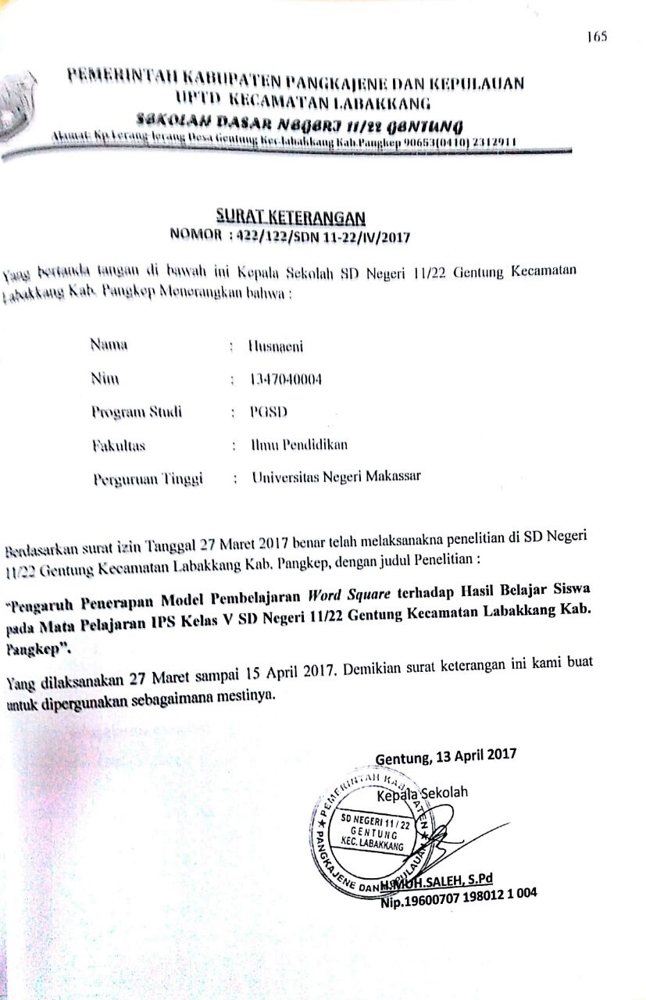 165
PEMERINTAH KABUPATEN PANGKAJENE DAN KEPULAUAN
UPTD KECAMATAN LABAKKANG
SEKOLAH DASAR NEGERI 11/22 GENTUNG
Alamat: Kp.Lerang-lerang Desa Gentung Kec.labakkang Kab.Pangkep 90653(0410) 2312911
SURAT KETERANGAN
NOMOR : 422/122/SDN 11-22/IV/2017
Yang bertanda tangan di bawah ini Kepala Sekolah SD Negeri 11/22 Gentung Kecamatan
Labakkang Kab. Pangkep Menerangkan bahwa :
Nama : Husnaeni
Nim : 1347040004
Program Studi : PGSD
Fakultas : Ilmu Pendidikan
Perguruan Tinggi : Universitas Negeri Makassar
Berdasarkan surat izin Tanggal 27 Maret 2017 benar telah melaksanakna penelitian di SD Negeri
11/22 Gentung Kecamatan Labakkang Kab. Pangkep, dengan judul Penelitian :
"Pengaruh Penerapan Model Pembelajaran Word Square terhadap Hasil Belajar Siswa
pada Mata Pelajaran IPS Kelas V SD Negeri 11/22 Gentung Kecamatan Labakkang Kab.
Pangkep".
Yang dilaksanakan 27 Maret sampai 15 April 2017. Demikian surat keterangan ini kami buat
untuk dipergunakan sebagaimana mestinya.
Gentung, 13 April 2017
Kepala Sekolah
PEMERINTAH KABUPATEN
SD NEGERI 11 / 22
GENTUNG
KEC. LABAKKANG
PANGKAJENE DAN KEPULAUAN
H.MUH.SALEH, S.Pd
Nip.19600707 198012 1 004